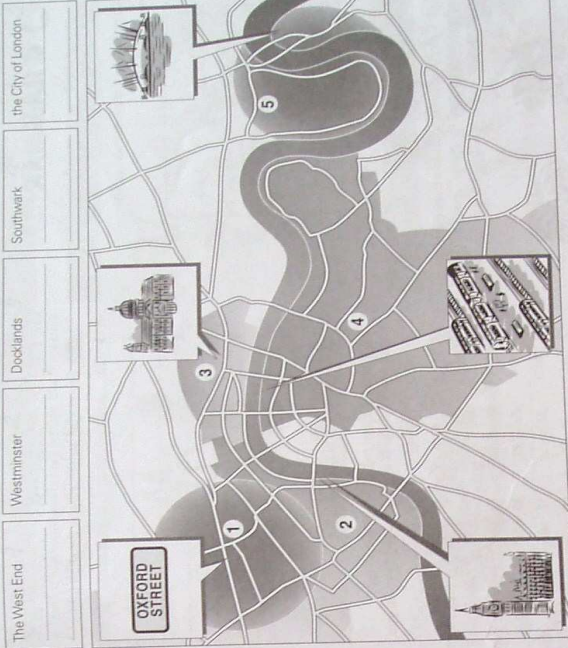 The West End
Westminster
Docklands
Southwark
the City of London
OXFORD
STREET
1
2
3
4
5